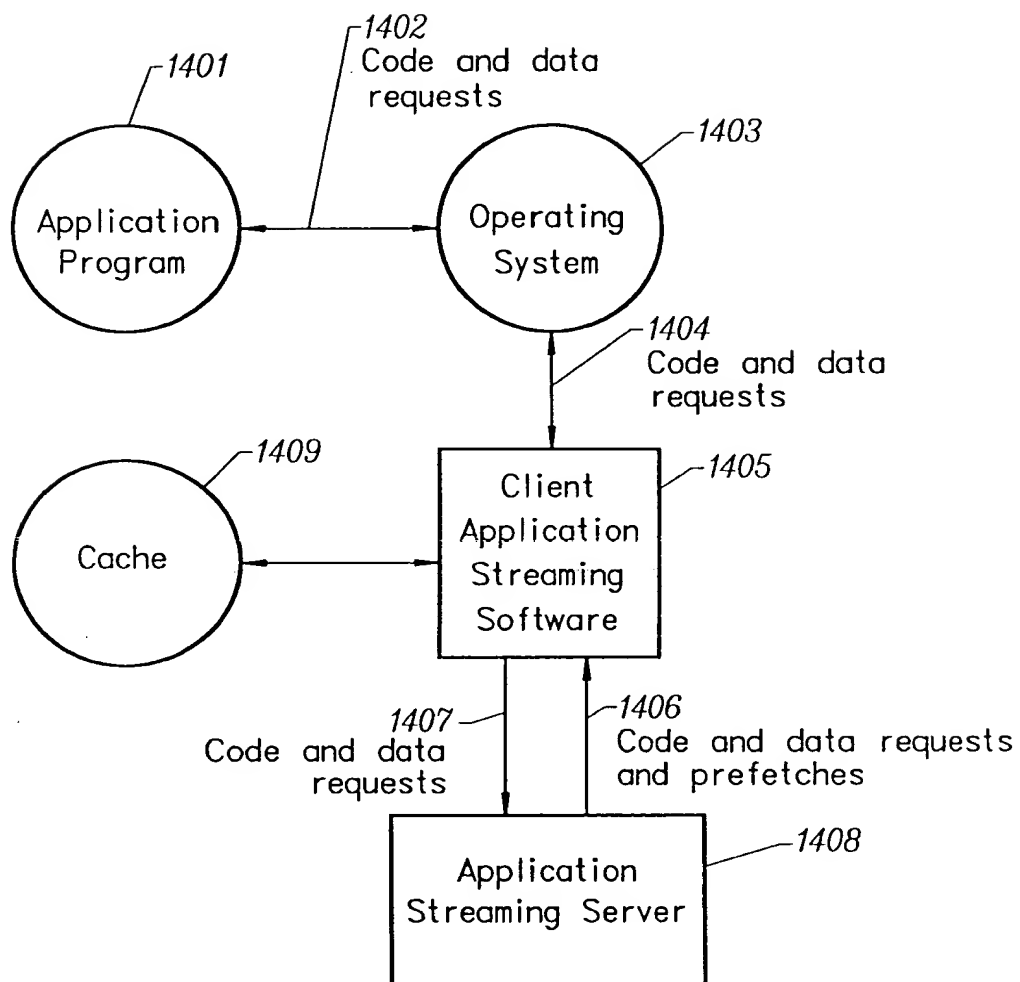 1402
Code and data
requests
1401
1403
Application
Program
Operating
System
1404
Code and data
requests
1409
1405
Cache
Client
Application
Streaming
Software
1407
Code and data
requests
1406
Code and data requests
and prefetches
1408
Application
Streaming Server